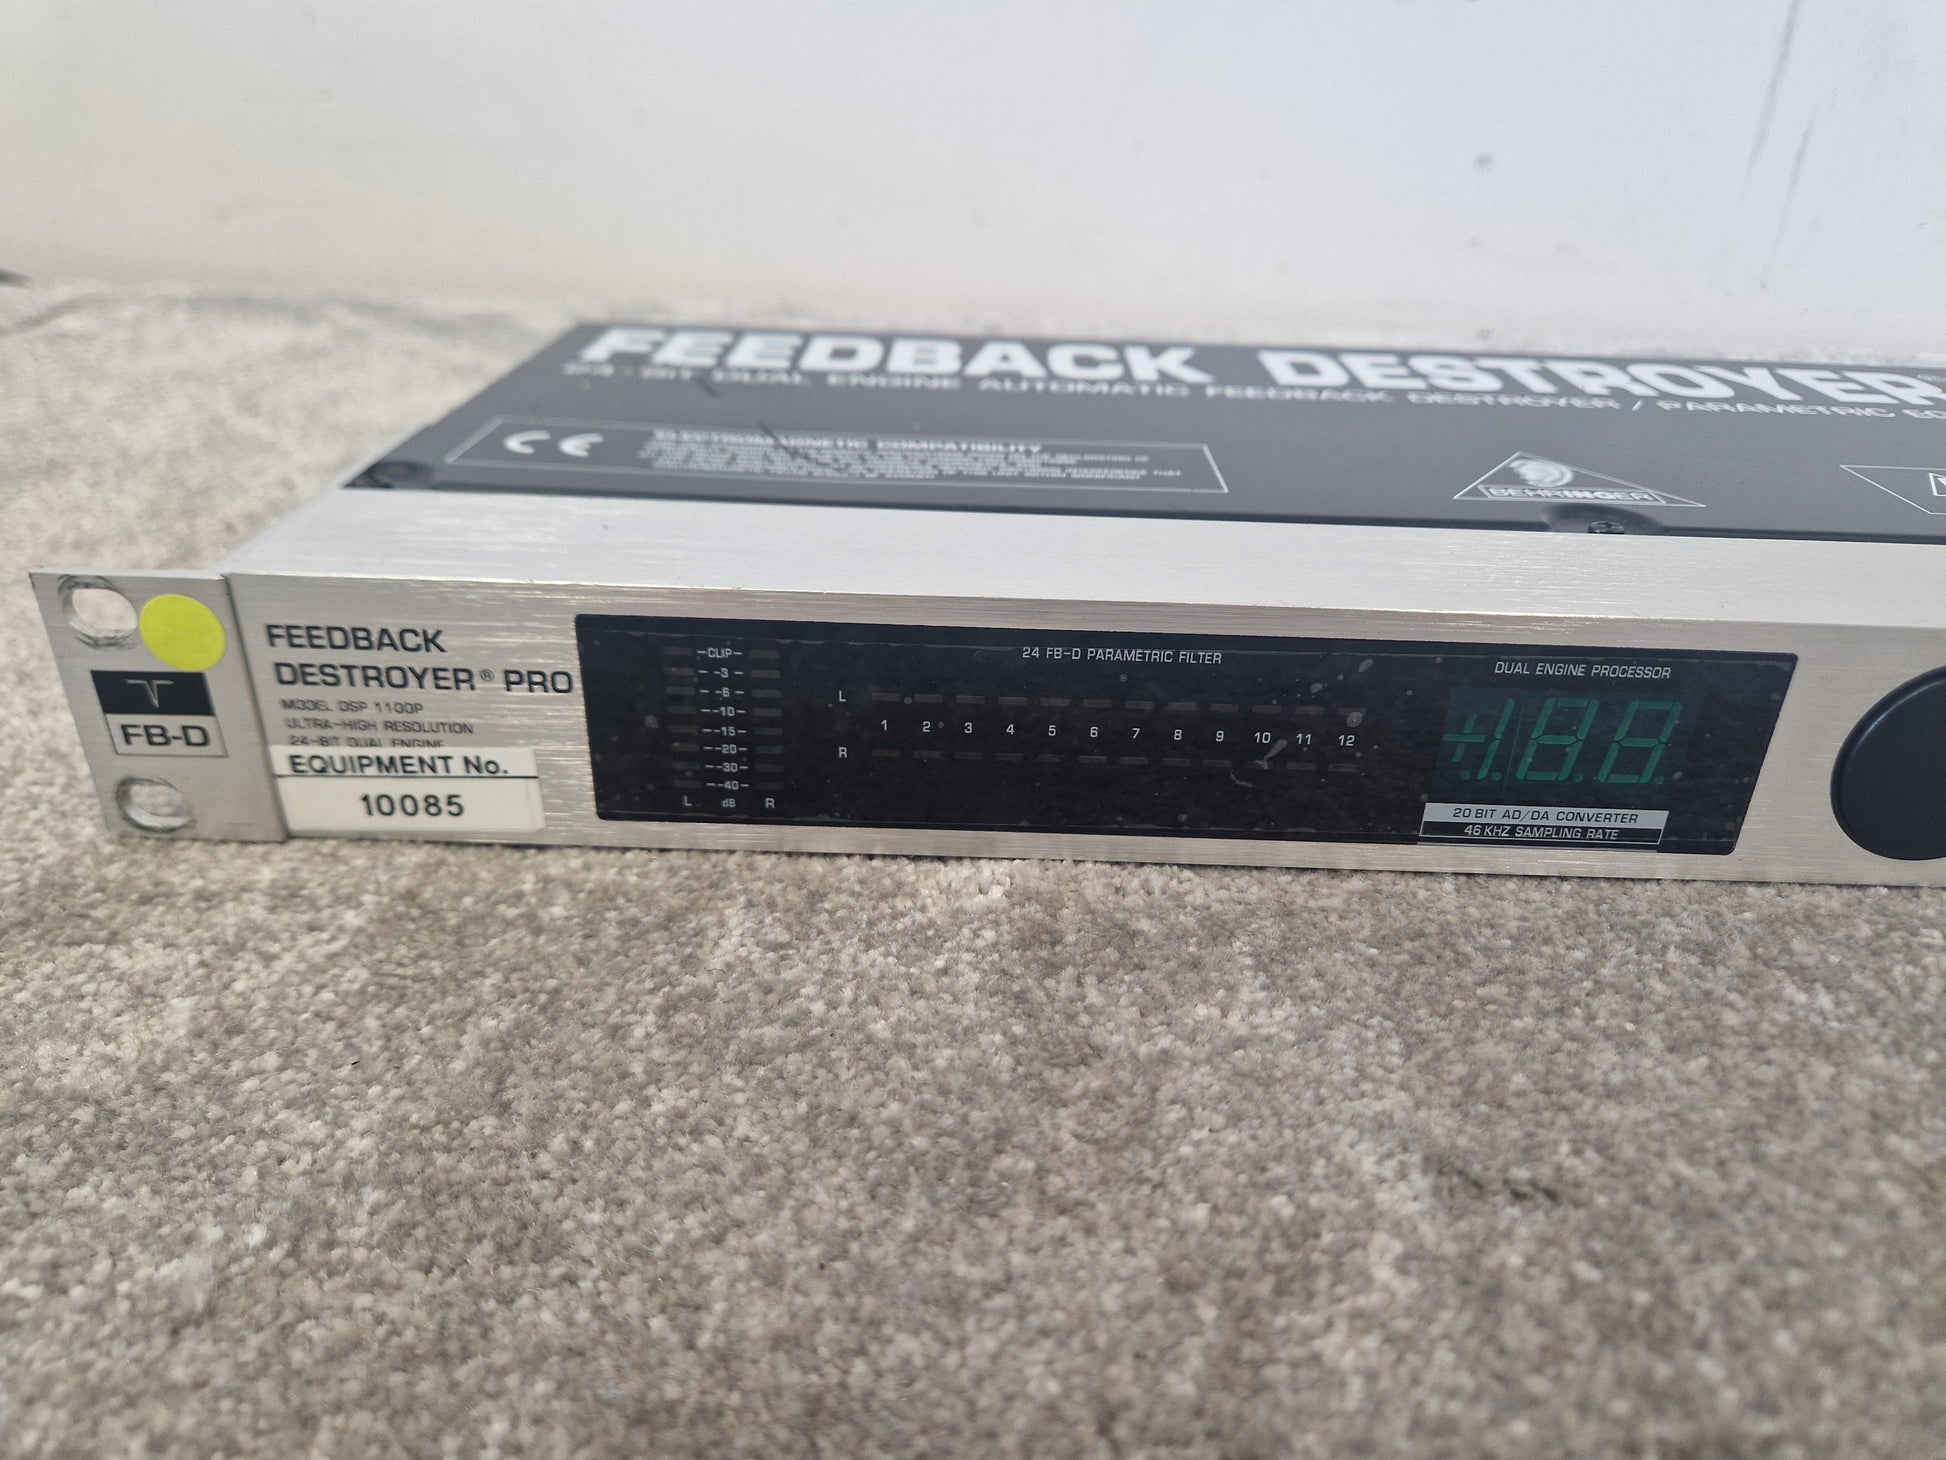 FEEDBACK DESTROYER
24-BIT DUAL ENGINE AUTOMATIC FEEDBACK DESTROYER / PARAMETRIC
CE
ELECTROMAGNETIC COMPATIBILITY
BEHRINGER
FEEDBACK
DESTROYER® PRO
MODEL DSP 1100P
ULTRA-HIGH RESOLUTION
24-BIT DUAL ENGINE
FB-D
EQUIPMENT No.
10085
-CLIP-
--3-
--6-
--10-
--15-
--20-
--30-
--40-
L dB R
24 FB-D PARAMETRIC FILTER
L
1 2 3 4 5 6 7 8 9 10 11 12
R
DUAL ENGINE PROCESSOR
±1.8.8.
20 BIT AD/DA CONVERTER
46 KHZ SAMPLING RATE